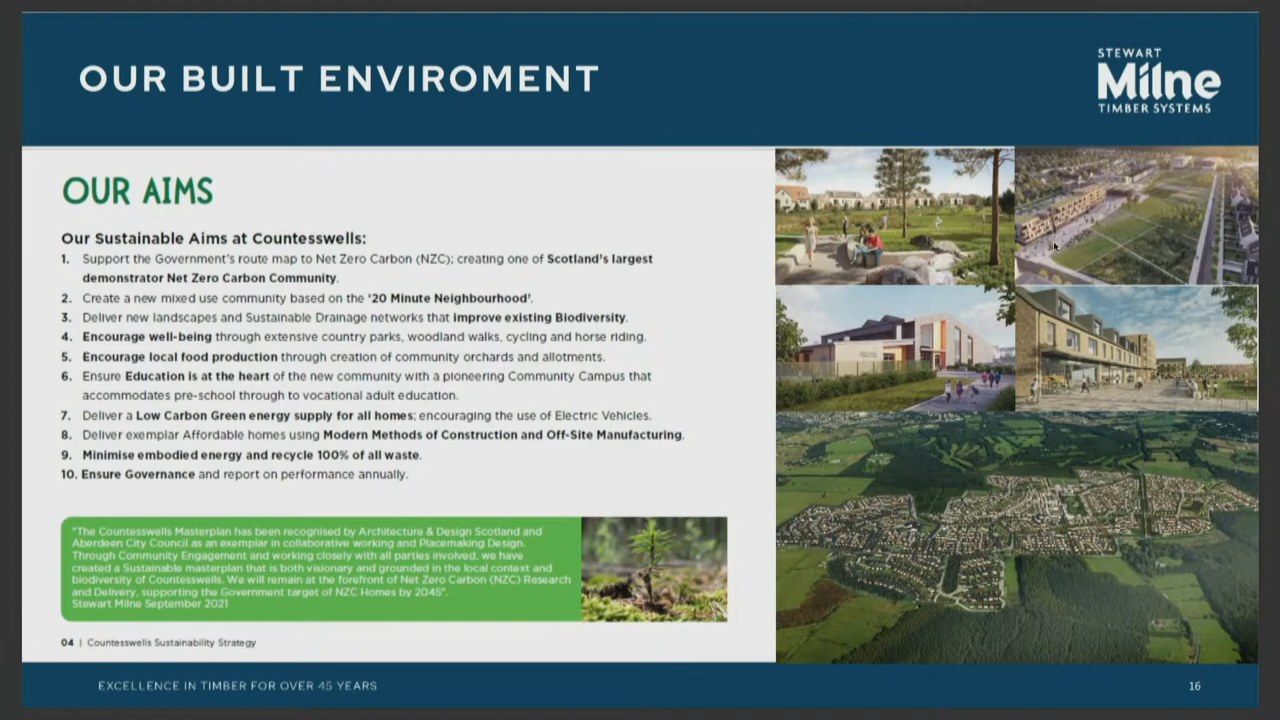 OUR BUILT ENVIROMENT
STEWART
Milne
TIMBER SYSTEMS
OUR AIMS
Our Sustainable Aims at Countesswells:
1. Support the Government's route map to Net Zero Carbon (NZC); creating one of Scotland's largest
demonstrator Net Zero Carbon Community.
2. Create a new mixed use community based on the '20 Minute Neighbourhood'.
3. Deliver new landscapes and Sustainable Drainage networks that improve existing Biodiversity.
4. Encourage well-being through extensive country parks, woodland walks, cycling and horse riding.
5. Encourage local food production through creation of community orchards and allotments.
6. Ensure Education is at the heart of the new community with a pioneering Community Campus that
accommodates pre-school through to vocational adult education.
7. Deliver a Low Carbon Green energy supply for all homes; encouraging the use of Electric Vehicles.
8. Deliver exemplar Affordable homes using Modern Methods of Construction and Off-Site Manufacturing.
9. Minimise embodied energy and recycle 100% of all waste.
10. Ensure Governance and report on performance annually.
"The Countesswells Masterplan has been recognised by Architecture & Design Scotland and
Aberdeen City Council as an exemplar in collaborative working and Placemaking Design.
Through Community Engagement and working closely with all parties involved, we have
created a Sustainable masterplan that is both visionary and grounded in the local context and
biodiversity of Countesswells. We will remain at the forefront of Net Zero Carbon (NZC) Research
and Delivery, supporting the Government target of NZC Homes by 2045".
Stewart Milne September 2021
04 | Countesswells Sustainability Strategy
EXCELLENCE IN TIMBER FOR OVER 45 YEARS
16